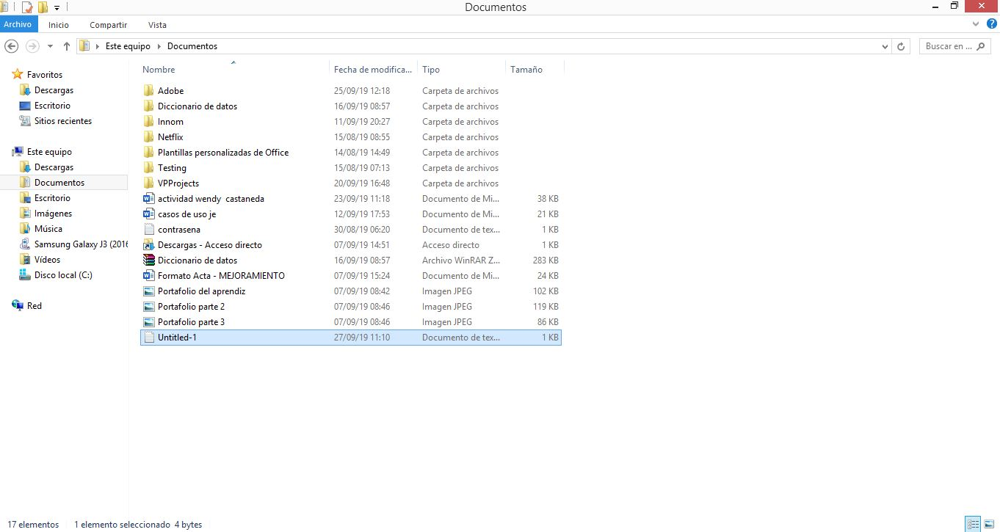 Documentos
Archivo Inicio Compartir Vista
Este equipo Documentos Buscar en ...
Nombre Fecha de modifica... Tipo Tamaño
Favoritos
Descargas
Escritorio
Sitios recientes
Este equipo
Descargas
Documentos
Escritorio
Imágenes
Música
Samsung Galaxy J3 (2016
Vídeos
Disco local (C:)
Red
Adobe 25/09/19 12:18 Carpeta de archivos
Diccionario de datos 16/09/19 08:57 Carpeta de archivos
Innom 11/09/19 20:27 Carpeta de archivos
Netflix 15/08/19 08:55 Carpeta de archivos
Plantillas personalizadas de Office 14/08/19 14:49 Carpeta de archivos
Testing 15/08/19 07:13 Carpeta de archivos
VPProjects 20/09/19 16:48 Carpeta de archivos
actividad wendy castaneda 23/09/19 11:18 Documento de Mi... 38 KB
casos de uso je 12/09/19 17:53 Documento de Mi... 21 KB
contrasena 30/08/19 06:20 Documento de tex... 1 KB
Descargas - Acceso directo 07/09/19 14:51 Acceso directo 1 KB
Diccionario de datos 16/09/19 08:57 Archivo WinRAR Z... 283 KB
Formato Acta - MEJORAMIENTO 07/09/19 15:24 Documento de Mi... 24 KB
Portafolio del aprendiz 07/09/19 08:42 Imagen JPEG 102 KB
Portafolio parte 2 07/09/19 08:46 Imagen JPEG 119 KB
Portafolio parte 3 07/09/19 08:46 Imagen JPEG 86 KB
Untitled-1 27/09/19 11:10 Documento de tex... 1 KB
17 elementos 1 elemento seleccionado 4 bytes